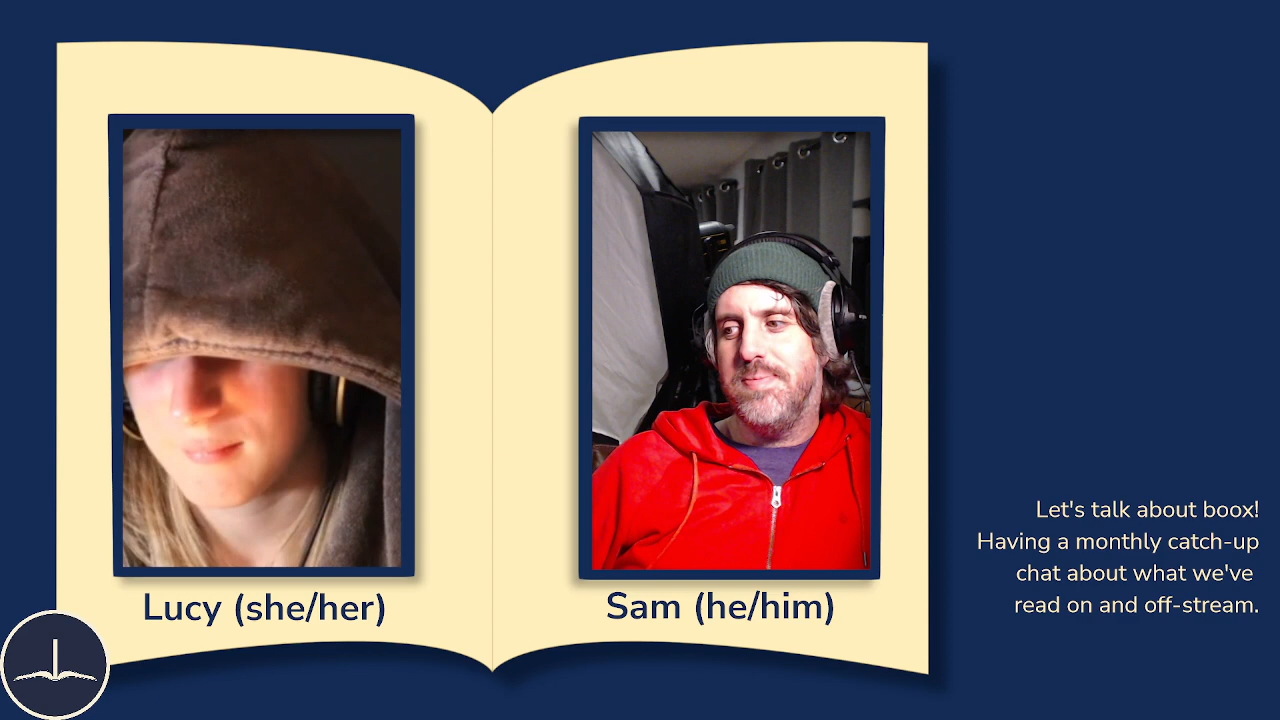 Lucy (she/her)
Sam (he/him)
Let's talk about boox!
Having a monthly catch-up
chat about what we've
read on and off-stream.